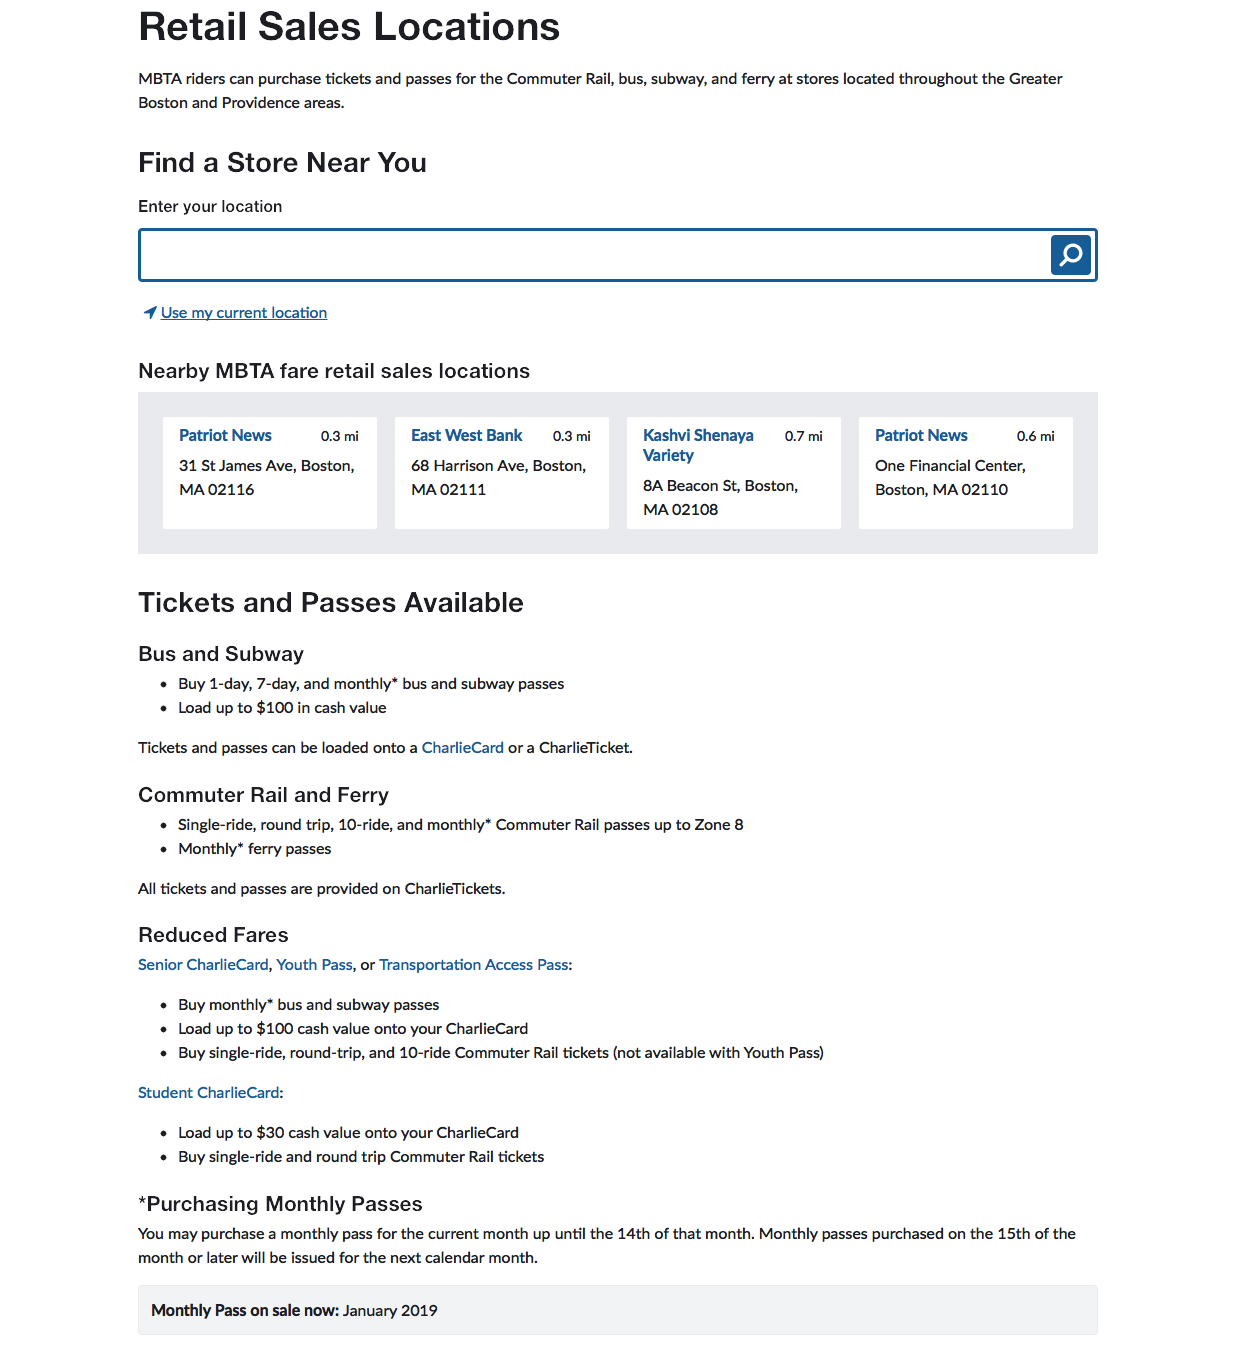 Retail Sales Locations
MBTA riders can purchase tickets and passes for the Commuter Rail, bus, subway, and ferry at stores located throughout the Greater
Boston and Providence areas.
Find a Store Near You
Enter your location
Use my current location
Nearby MBTA fare retail sales locations
Patriot News 0.3 mi
31 St James Ave, Boston,
MA 02116
East West Bank 0.3 mi
68 Harrison Ave, Boston,
MA 02111
Kashvi Shenaya 0.7 mi
Variety
8A Beacon St, Boston,
MA 02108
Patriot News 0.6 mi
One Financial Center,
Boston, MA 02110
Tickets and Passes Available
Bus and Subway
• Buy 1-day, 7-day, and monthly* bus and subway passes
• Load up to $100 in cash value
Tickets and passes can be loaded onto a CharlieCard or a CharlieTicket.
Commuter Rail and Ferry
• Single-ride, round trip, 10-ride, and monthly* Commuter Rail passes up to Zone 8
• Monthly* ferry passes
All tickets and passes are provided on CharlieTickets.
Reduced Fares
Senior CharlieCard, Youth Pass, or Transportation Access Pass:
• Buy monthly* bus and subway passes
• Load up to $100 cash value onto your CharlieCard
• Buy single-ride, round-trip, and 10-ride Commuter Rail tickets (not available with Youth Pass)
Student CharlieCard:
• Load up to $30 cash value onto your CharlieCard
• Buy single-ride and round trip Commuter Rail tickets
*Purchasing Monthly Passes
You may purchase a monthly pass for the current month up until the 14th of that month. Monthly passes purchased on the 15th of the
month or later will be issued for the next calendar month.
Monthly Pass on sale now: January 2019